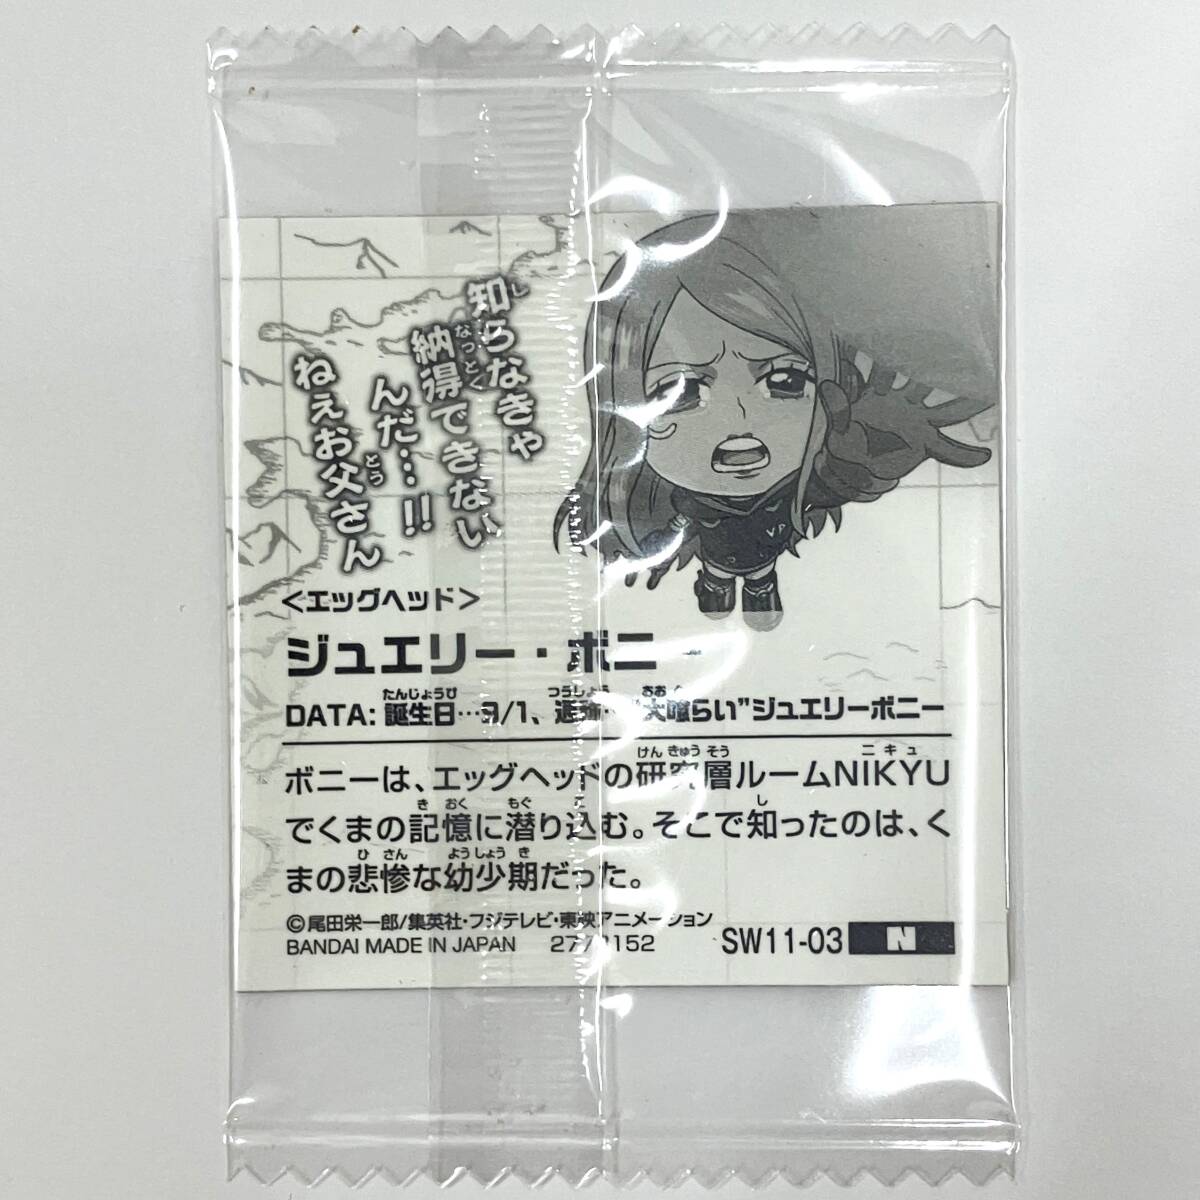 知らなきゃ
納得できない
んだ…!!
ねぇお父さん
<エッグヘッド>
ジュエリー・ボニー
DATA: 誕生日…9/1、通称…"大喰らい"ジュエリーボニー
ボニーは、エッグヘッドの研究層ルームNIKYU
でくまの記憶に潜り込む。そこで知ったのは、く
まの悲惨な幼少期だった。
©尾田栄一郎/集英社・フジテレビ・東映アニメーション
BANDAI MADE IN JAPAN
SW11-03 N
VP